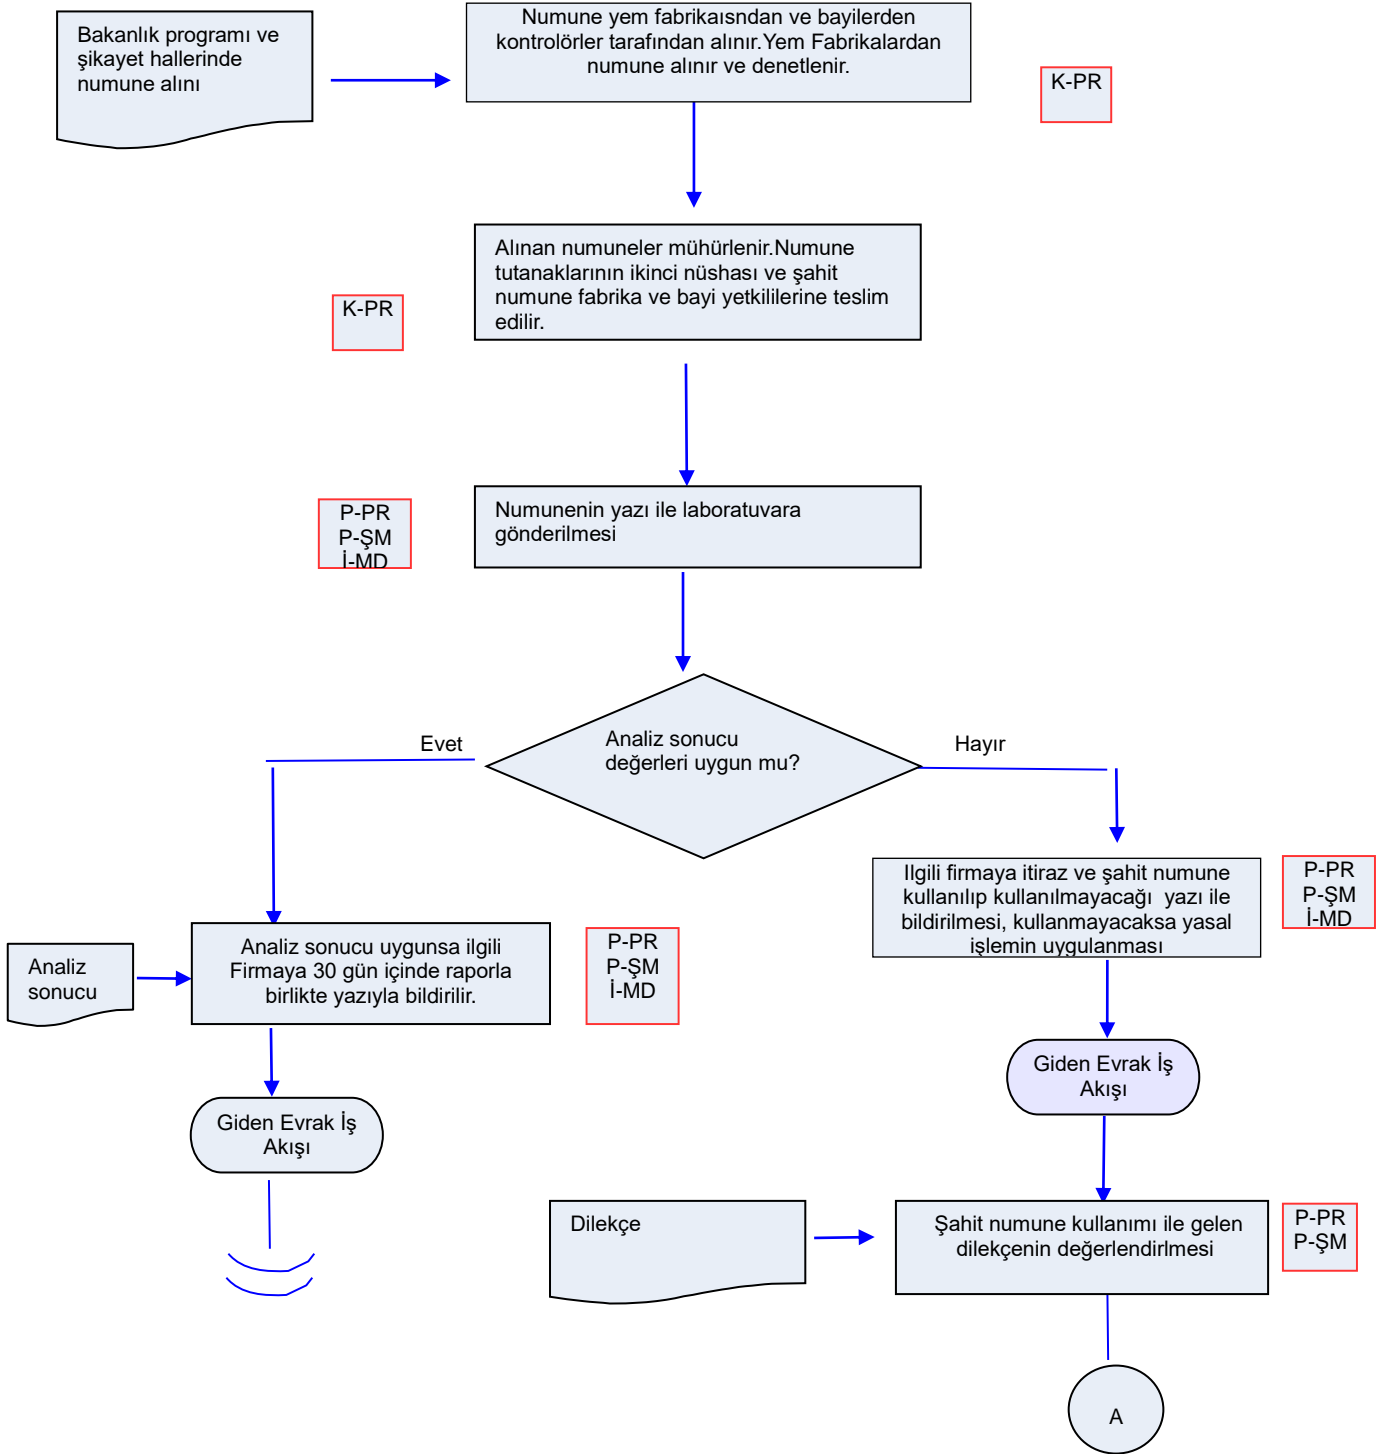 Bakanlık programı ve
şikayet hallerinde
numune alını
Numune yem fabrikaısndan ve bayilerden
kontrolörler tarafından alınır.Yem Fabrikalardan
numune alınır ve denetlenir.
K-PR
Alınan numuneler mühürlenir.Numune
tutanaklarının ikinci nüshası ve şahit
numune fabrika ve bayi yetkililerine teslim
edilir.
K-PR
Numunenin yazı ile laboratuvara
gönderilmesi
P-PR
P-ŞM
İ-MD
Analiz sonucu
değerleri uygun mu?
Evet
Hayır
Ilgili firmaya itiraz ve şahit numune
kullanılıp kullanılmayacağı yazı ile
bildirilmesi, kullanmayacaksa yasal
işlemin uygulanması
P-PR
P-ŞM
İ-MD
Analiz
sonucu
Analiz sonucu uygunsa ilgili
Firmaya 30 gün içinde raporla
birlikte yazıyla bildirilir.
P-PR
P-ŞM
İ-MD
Giden Evrak İş
Akışı
Giden Evrak İş
Akışı
Dilekçe
Şahit numune kullanımı ile gelen
dilekçenin değerlendirlmesi
P-PR
P-ŞM
A